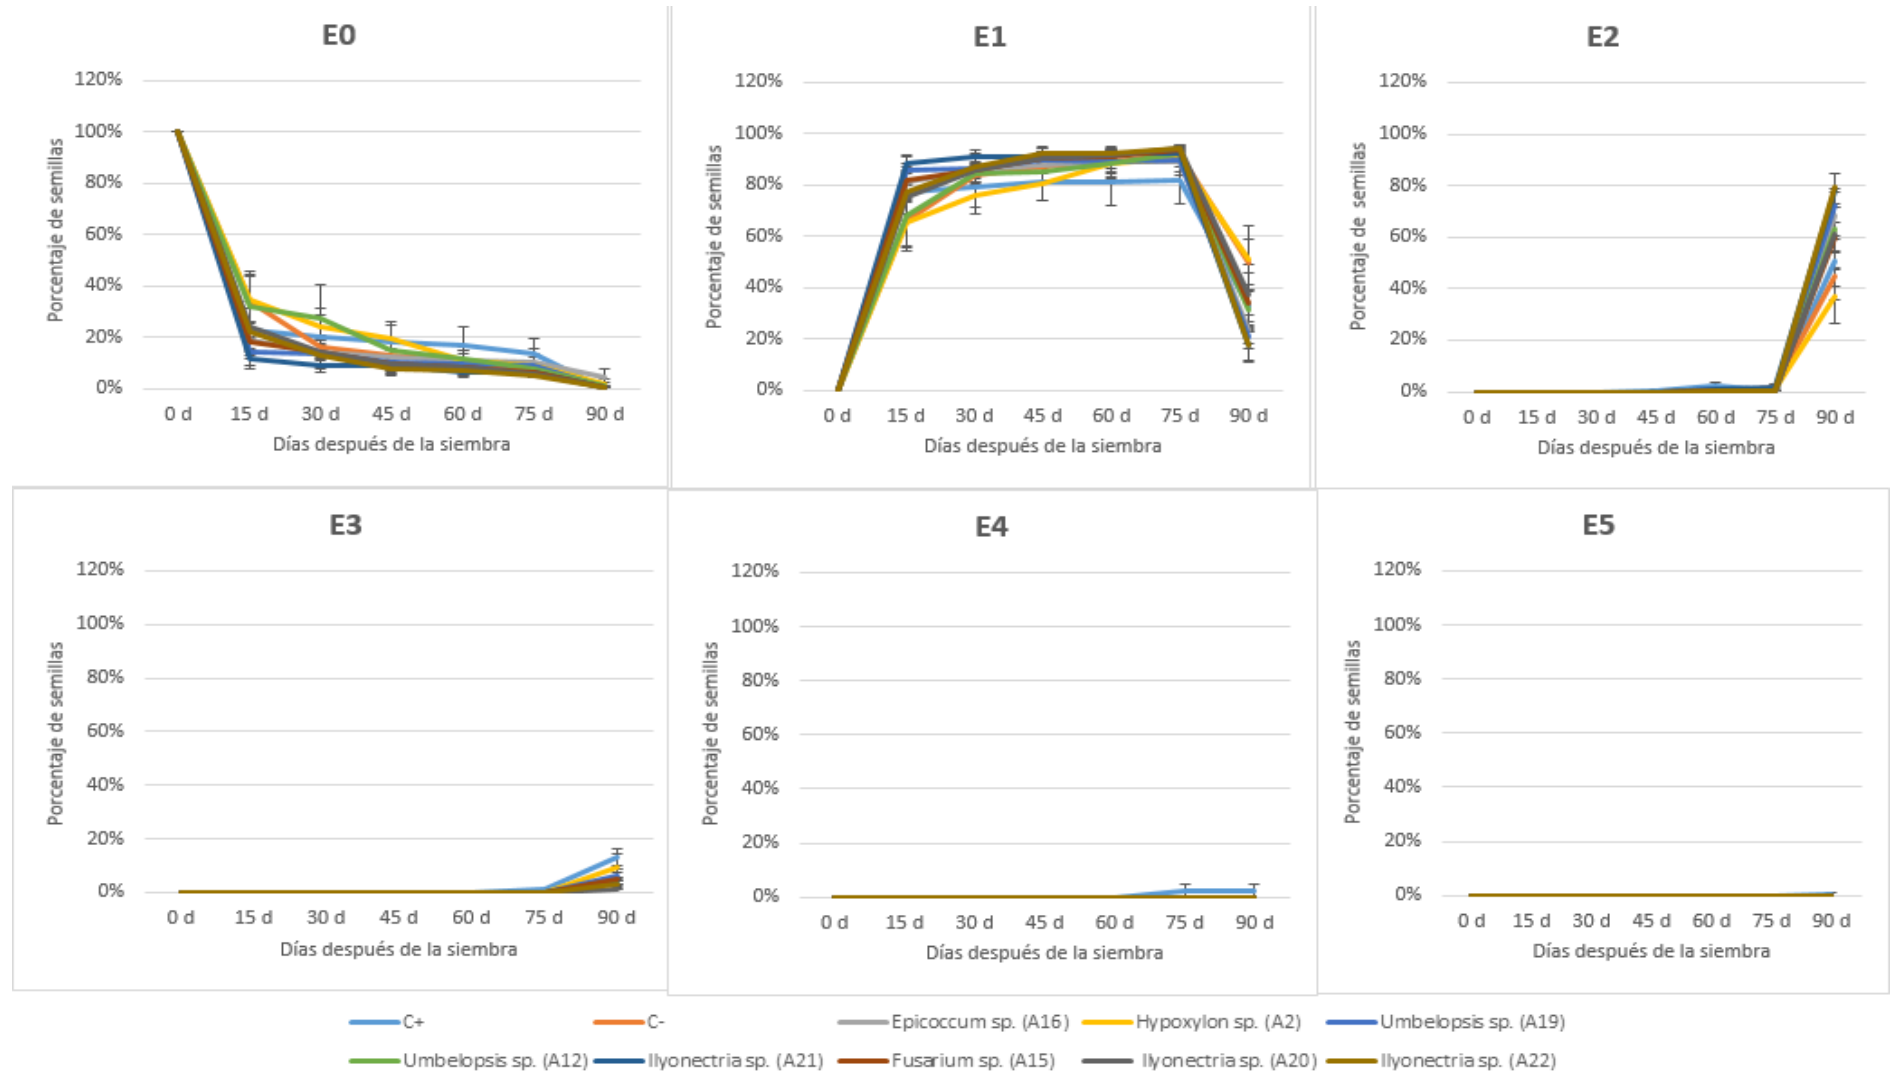 E0
120%
100%
80%
60%
40%
20%
0%
Porcentaje de semillas
0 d 15 d 30 d 45 d 60 d 75 d 90 d
Días después de la siembra
E1
120%
100%
80%
60%
40%
20%
0%
Porcentaje de semillas
0 d 15 d 30 d 45 d 60 d 75 d 90 d
Días después de la siembra
E2
120%
100%
80%
60%
40%
20%
0%
Porcentaje de semillas
0 d 15 d 30 d 45 d 60 d 75 d 90 d
Días después de la siembra
E3
120%
100%
80%
60%
40%
20%
0%
Porcentaje de semillas
0 d 15 d 30 d 45 d 60 d 75 d 90 d
Días después de la siembra
E4
120%
100%
80%
60%
40%
20%
0%
Porcentaje de semillas
0 d 15 d 30 d 45 d 60 d 75 d 90 d
Días después de la siembra
E5
120%
100%
80%
60%
40%
20%
0%
Porcentaje de semillas
0 d 15 d 30 d 45 d 60 d 75 d 90 d
Días después de la siembra
C+ C- Epicoccum sp. (A16) Hypoxylon sp. (A2) Umbelopsis sp. (A19)
Umbelopsis sp. (A12) Ilyonectria sp. (A21) Fusarium sp. (A15) Ilyonectria sp. (A20) Ilyonectria sp. (A22)